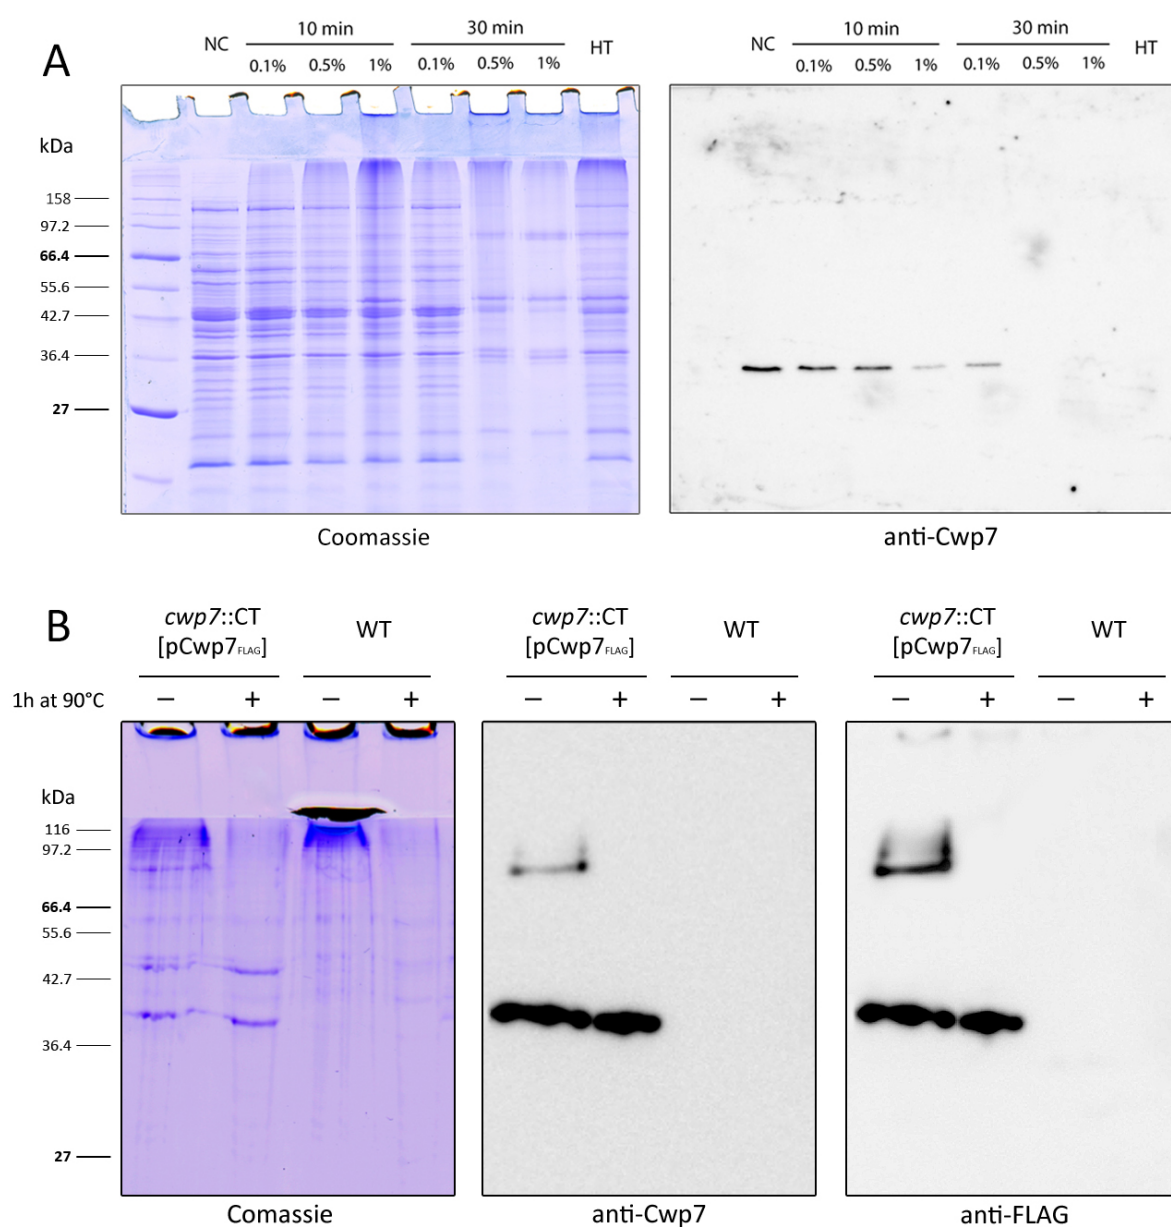 A
NC 10 min 30 min HT
0.1% 0.5% 1% 0.1% 0.5% 1%
NC 10 min 30 min HT
0.1% 0.5% 1% 0.1% 0.5% 1%
kDa
158
97.2
66.4
55.6
42.7
36.4
27
Coomassie
anti-Cwp7
B
cwp7::CT
[pCwp7FLAG]
WT
cwp7::CT
[pCwp7FLAG]
WT
cwp7::CT
[pCwp7FLAG]
WT
1h at 90°C – + – + – + – + – + – +
kDa
116
97.2
66.4
55.6
42.7
36.4
27
Comassie
anti-Cwp7
anti-FLAG